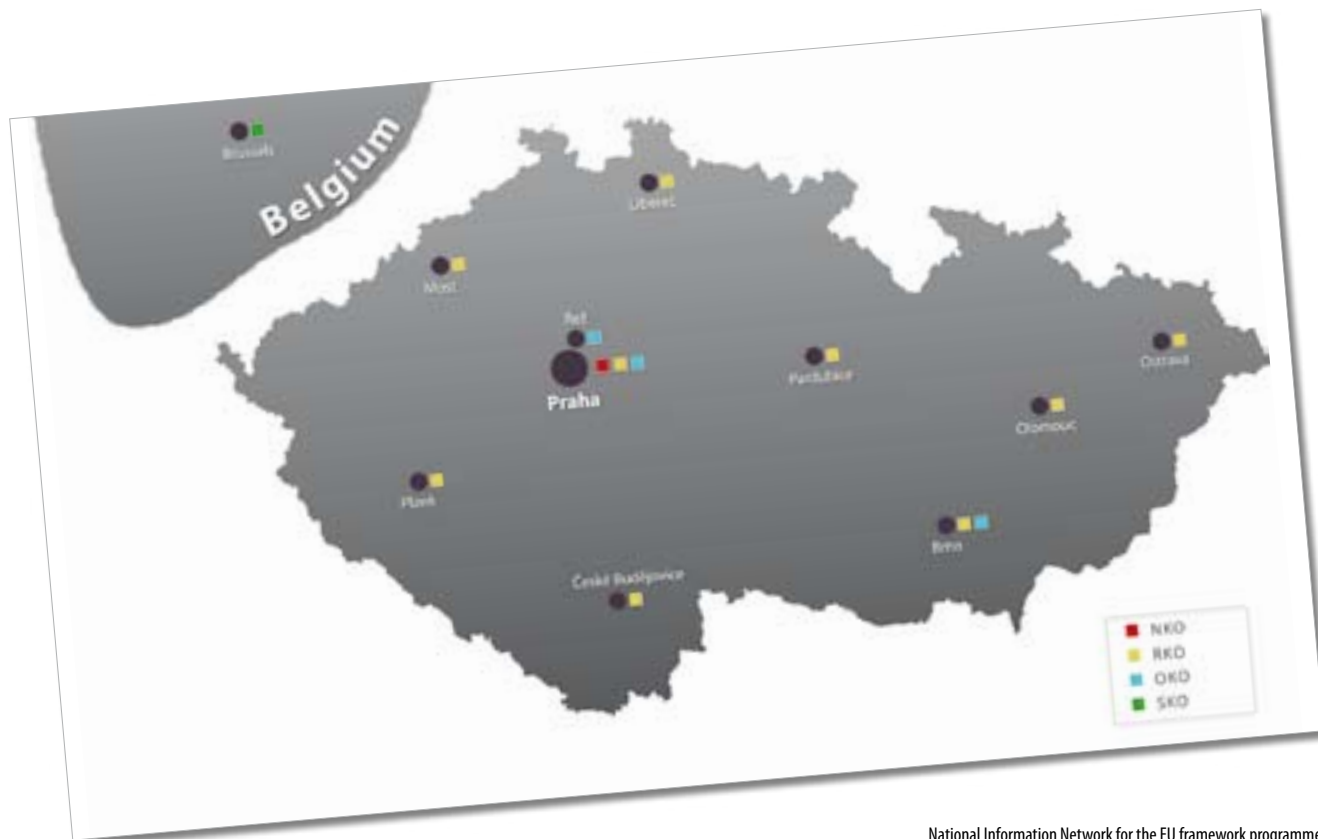 Brussels
Belgium
Liberec
Most
Řež
Praha
Pardubice
Ostrava
Olomouc
Plzeň
Brno
České Budějovice
NKO
RKO
OKO
SKO
National Information Network for the EU framework programme